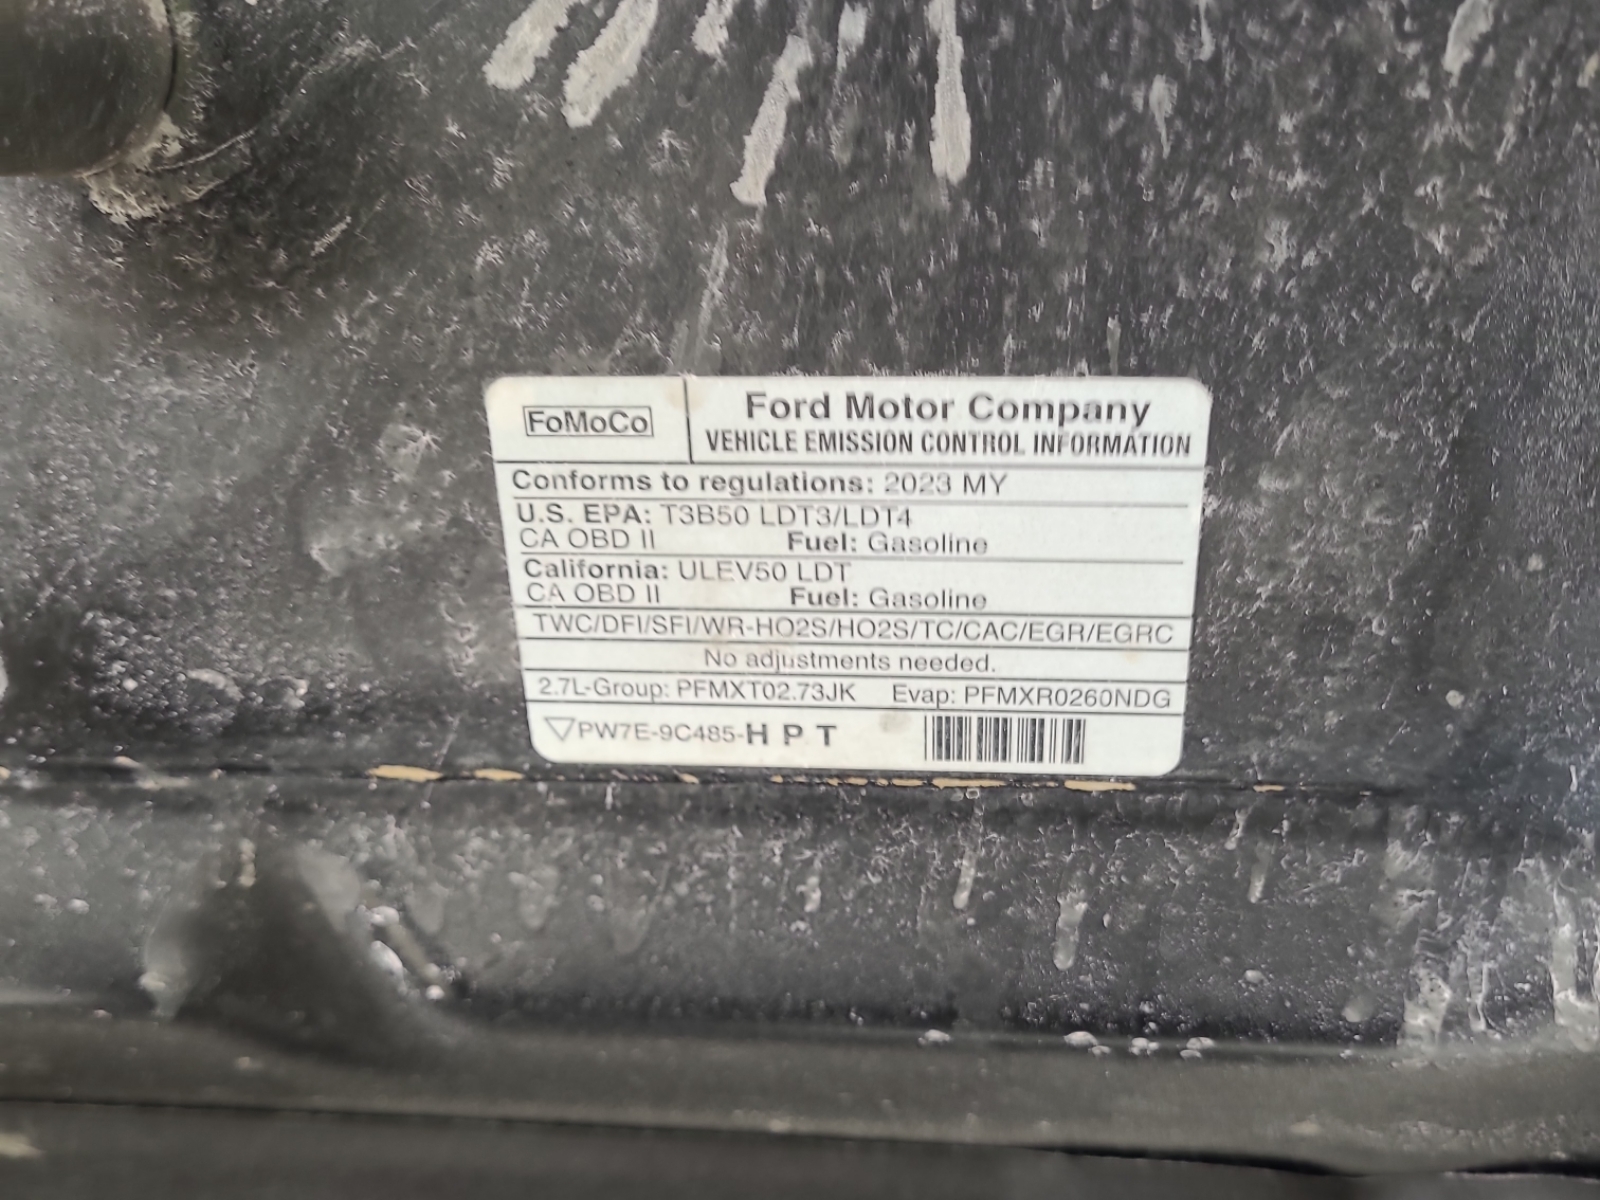 FoMoCo
Ford Motor Company
VEHICLE EMISSION CONTROL INFORMATION
Conforms to regulations: 2023 MY
U.S. EPA: T3B50 LDT3/LDT4
CA OBD II Fuel: Gasoline
California: ULEV50 LDT
CA OBD II Fuel: Gasoline
TWC/DFI/SFI/WR-HO2S/HO2S/TC/CAC/EGR/EGRC
No adjustments needed.
2.7L-Group: PFMXT02.73JK Evap: PFMXR0260NDG
▽PW7E-9C485-H P T